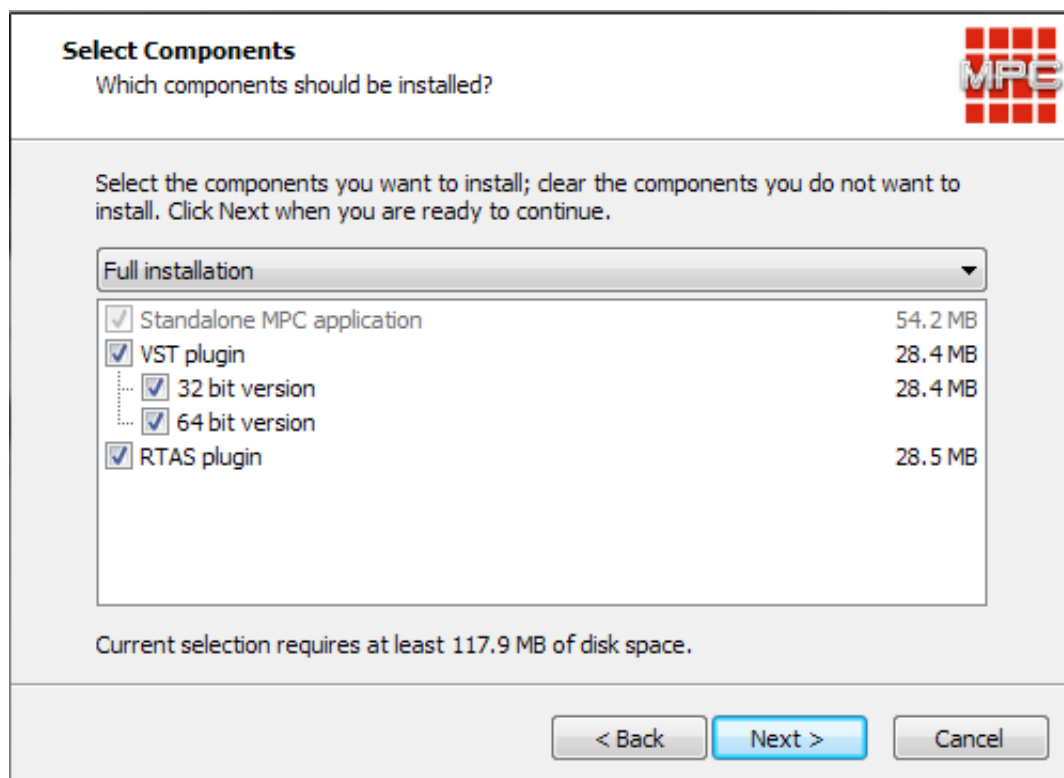 Select Components
Which components should be installed?
MPC
Select the components you want to install; clear the components you do not want to
install. Click Next when you are ready to continue.
Full installation
Standalone MPC application 54.2 MB
VST plugin 28.4 MB
32 bit version 28.4 MB
64 bit version
RTAS plugin 28.5 MB
Current selection requires at least 117.9 MB of disk space.
< Back Next > Cancel